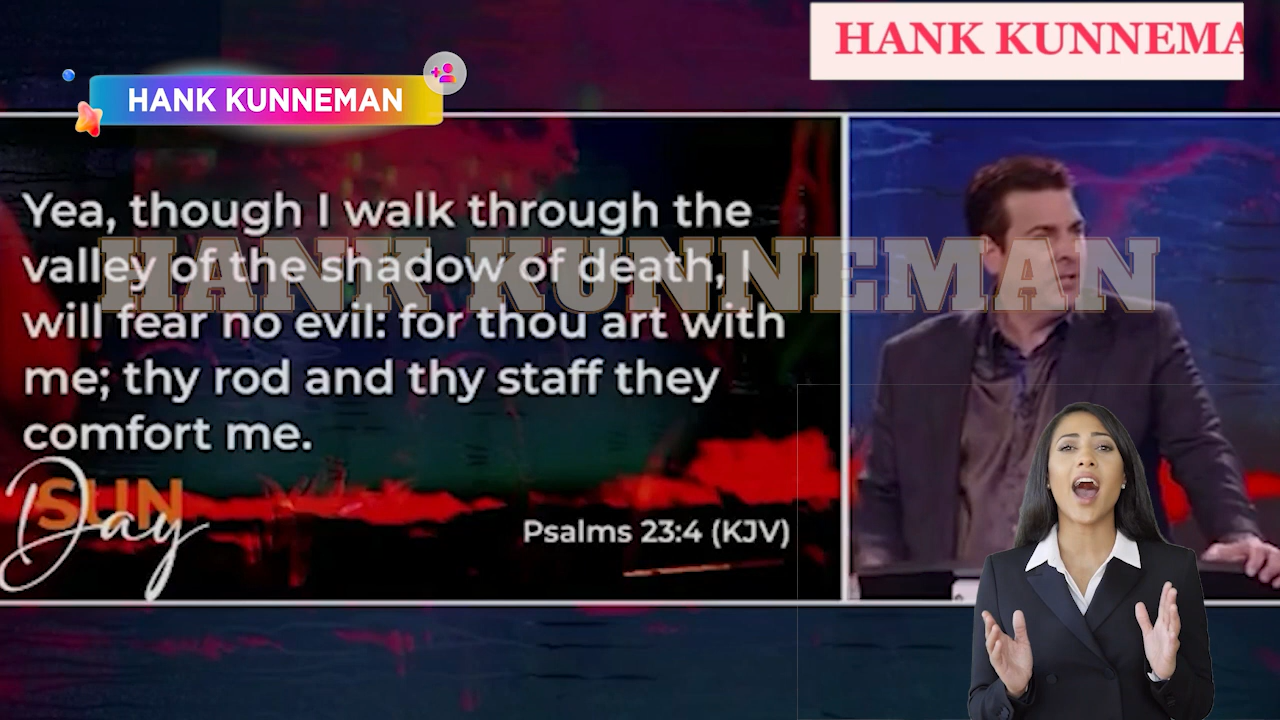 HANK KUNNEMA
HANK KUNNEMAN
Yea, though I walk through the
valley of the shadow of death, I
HANK KUNNEMAN
will fear no evil: for thou art with
me; thy rod and thy staff they
comfort me.
SUN
Day
Psalms 23:4 (KJV)